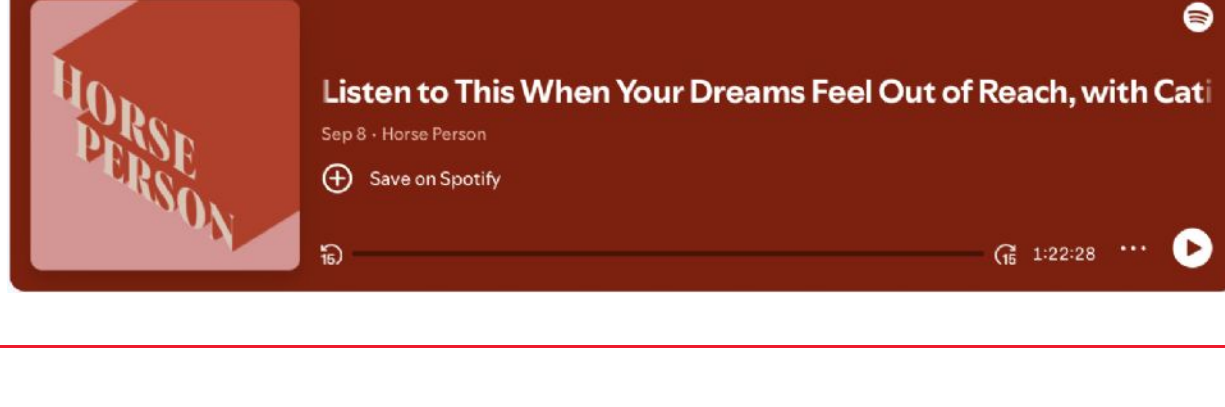 HORSE
PERSON
Listen to This When Your Dreams Feel Out of Reach, with Cati
Sep 8 · Horse Person
Save on Spotify
15
15
1:22:28